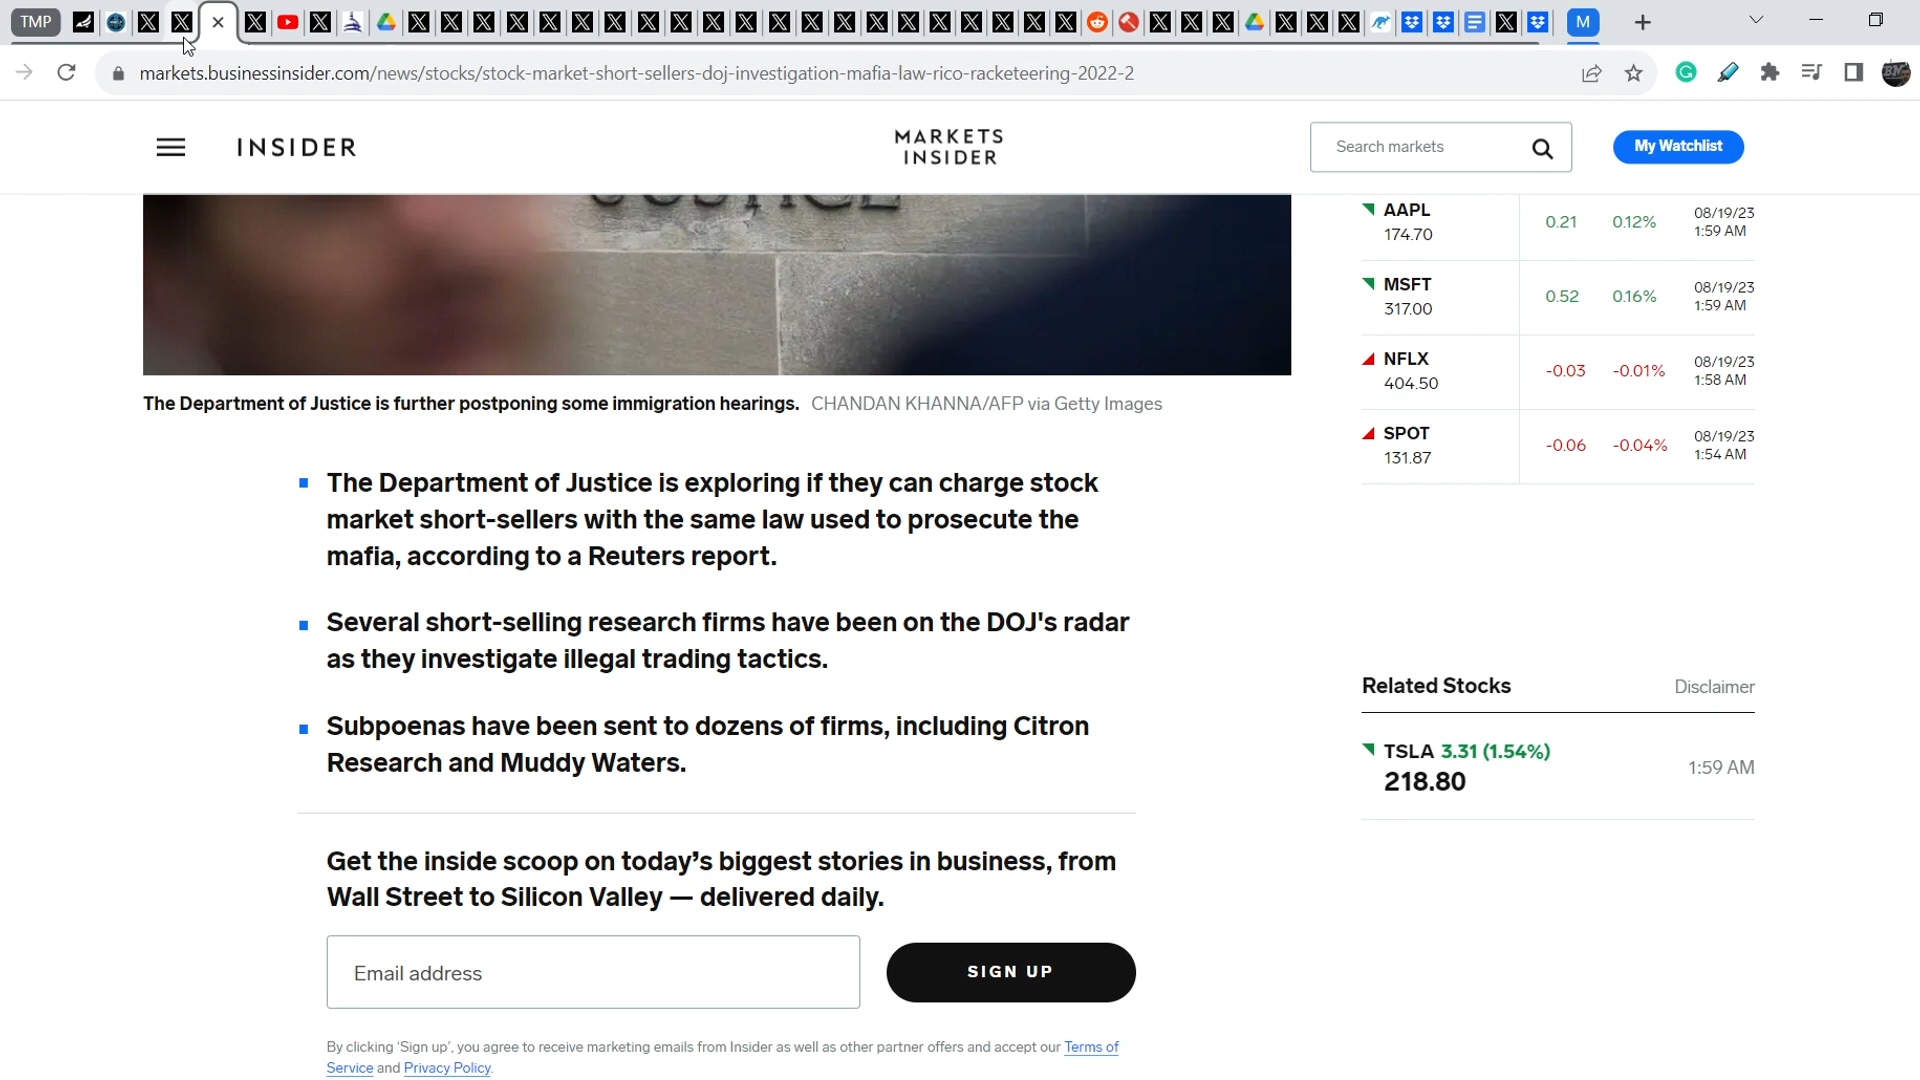 TMP
M
markets.businessinsider.com/news/stocks/stock-market-short-sellers-doj-investigation-mafia-law-rico-racketeering-2022-2
INSIDER
MARKETS
INSIDER
Search markets
My Watchlist
JUSTICE
The Department of Justice is further postponing some immigration hearings. CHANDAN KHANNA/AFP via Getty Images
The Department of Justice is exploring if they can charge stock
market short-sellers with the same law used to prosecute the
mafia, according to a Reuters report.
Several short-selling research firms have been on the DOJ's radar
as they investigate illegal trading tactics.
Subpoenas have been sent to dozens of firms, including Citron
Research and Muddy Waters.
Get the inside scoop on today’s biggest stories in business, from
Wall Street to Silicon Valley — delivered daily.
Email address
SIGN UP
By clicking ‘Sign up’, you agree to receive marketing emails from Insider as well as other partner offers and accept our Terms of
Service and Privacy Policy.
AAPL 0.21 0.12% 08/19/23
174.70 1:59 AM
MSFT 0.52 0.16% 08/19/23
317.00 1:59 AM
NFLX -0.03 -0.01% 08/19/23
404.50 1:58 AM
SPOT -0.06 -0.04% 08/19/23
131.87 1:54 AM
Related Stocks Disclaimer
TSLA 3.31 (1.54%)
218.80 1:59 AM